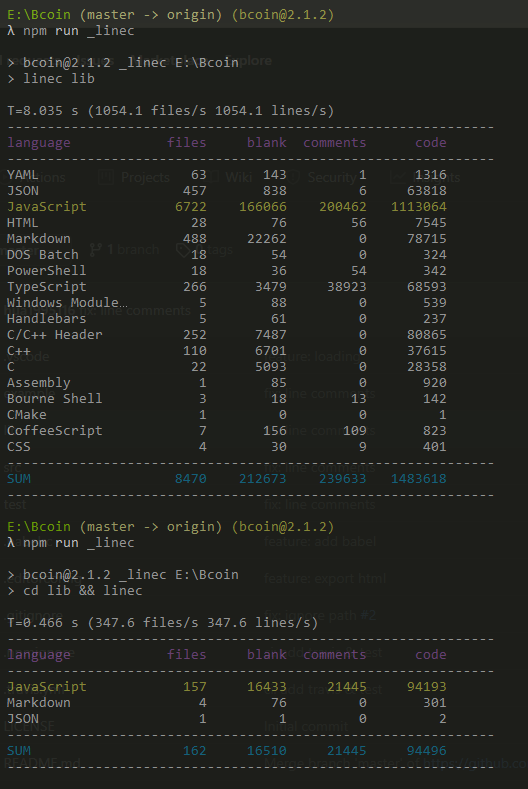 E:\Bcoin (master -> origin) (bcoin@2.1.2)
λ npm run _linec
> bcoin@2.1.2 _linec E:\Bcoin
> linec lib
T=8.035 s (1054.1 files/s 1054.1 lines/s)
--------------------------------------------------------------
language files blank comments code
--------------------------------------------------------------
YAML 63 143 1 1316
JSON 457 838 6 63818
JavaScript 6722 166066 200462 1113064
HTML 28 76 56 7545
Markdown 488 22262 0 78715
DOS Batch 18 54 0 324
PowerShell 18 36 54 342
TypeScript 266 3479 38923 68593
Windows Module… 5 88 0 539
Handlebars 5 61 0 237
C/C++ Header 252 7487 0 80865
C++ 110 6701 0 37615
C 22 5093 0 28358
Assembly 1 85 0 920
Bourne Shell 3 18 13 142
CMake 1 0 0 1
CoffeeScript 7 156 109 823
CSS 4 30 9 401
--------------------------------------------------------------
SUM 8470 212673 239633 1483618
--------------------------------------------------------------
E:\Bcoin (master -> origin) (bcoin@2.1.2)
λ npm run _linec
> bcoin@2.1.2 _linec E:\Bcoin
> cd lib && linec
T=0.466 s (347.6 files/s 347.6 lines/s)
--------------------------------------------------------------
language files blank comments code
--------------------------------------------------------------
JavaScript 157 16433 21445 94193
Markdown 4 76 0 301
JSON 1 1 0 2
--------------------------------------------------------------
SUM 162 16510 21445 94496
--------------------------------------------------------------